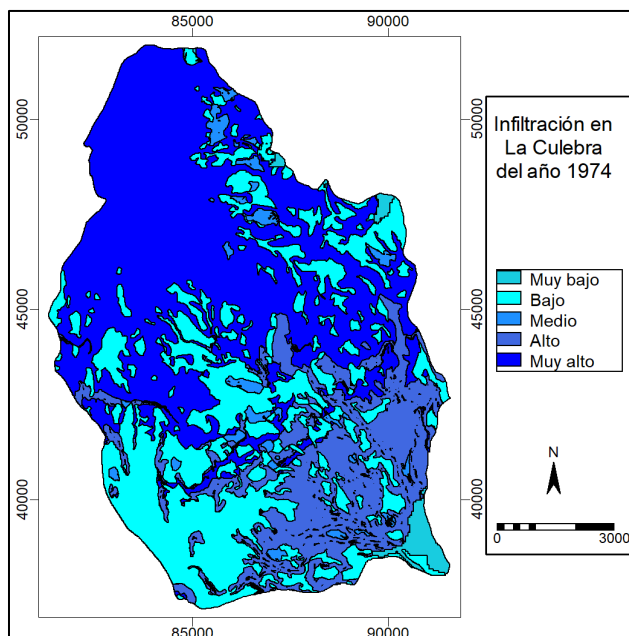 85000 90000
50000 50000
45000 45000
40000 40000
85000 90000
Infiltración en
La Culebra
del año 1974
Muy bajo
Bajo
Medio
Alto
Muy alto
N
0 3000